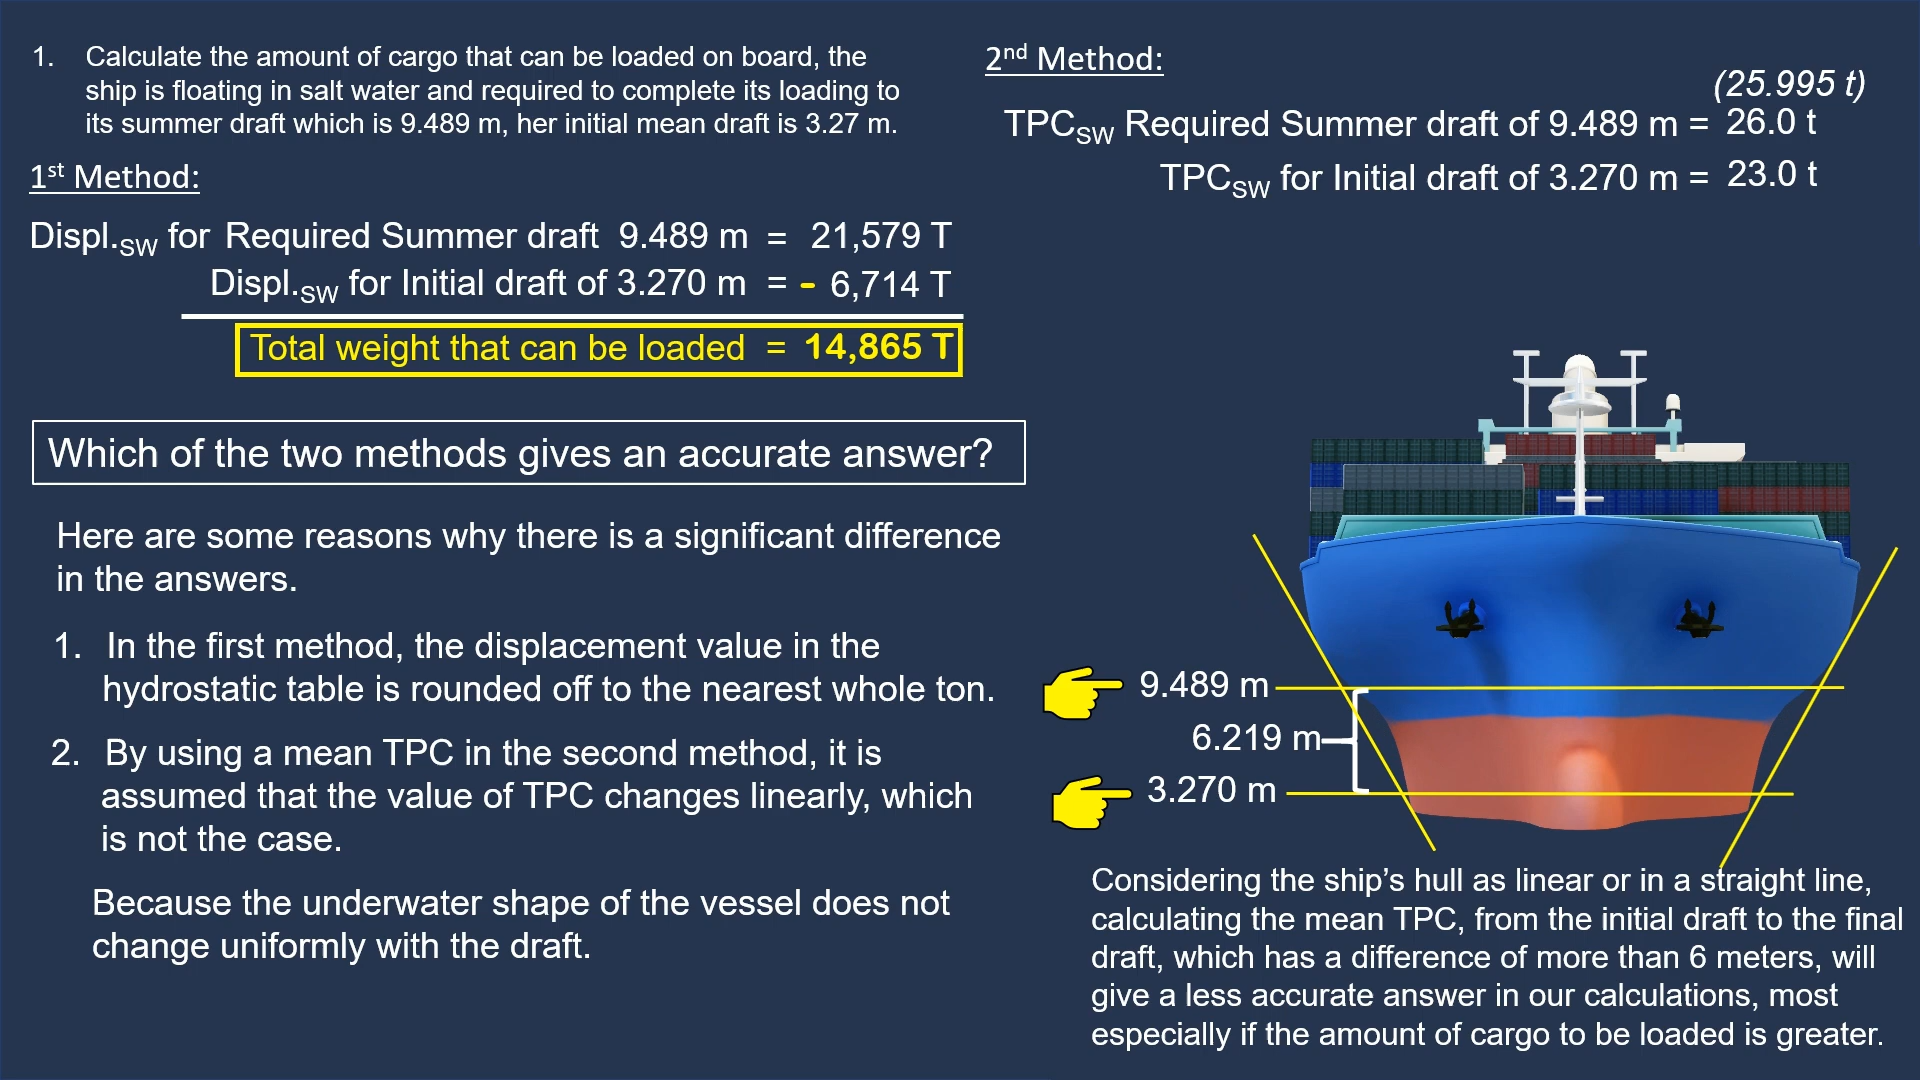 1. Calculate the amount of cargo that can be loaded on board, the
ship is floating in salt water and required to complete its loading to
its summer draft which is 9.489 m, her initial mean draft is 3.27 m.
1st Method:
Displ.SW for Required Summer draft 9.489 m = 21,579 T
Displ.SW for Initial draft of 3.270 m = - 6,714 T
Total weight that can be loaded = 14,865 T
Which of the two methods gives an accurate answer?
Here are some reasons why there is a significant difference
in the answers.
1. In the first method, the displacement value in the
hydrostatic table is rounded off to the nearest whole ton.
2. By using a mean TPC in the second method, it is
assumed that the value of TPC changes linearly, which
is not the case.
Because the underwater shape of the vessel does not
change uniformly with the draft.
2nd Method:
(25.995 t)
TPCSW Required Summer draft of 9.489 m = 26.0 t
TPCSW for Initial draft of 3.270 m = 23.0 t
9.489 m
6.219 m
3.270 m
Considering the ship’s hull as linear or in a straight line,
calculating the mean TPC, from the initial draft to the final
draft, which has a difference of more than 6 meters, will
give a less accurate answer in our calculations, most
especially if the amount of cargo to be loaded is greater.